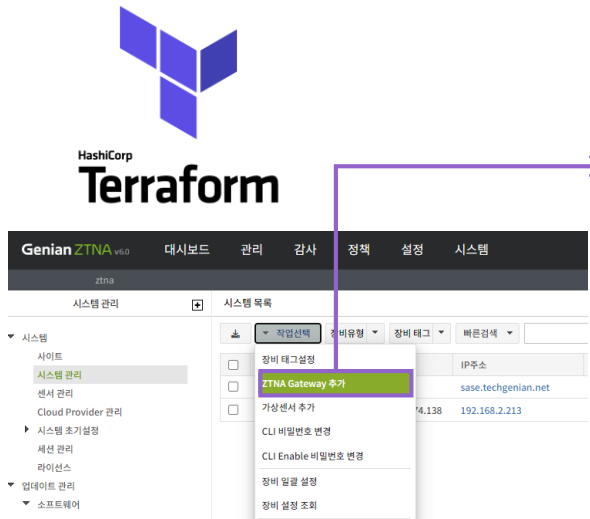 HashiCorp
Terraform
Genian ZTNA v6.0 대시보드 관리 감사 정책 설정 시스템
ztna
시스템 관리 시스템 목록
작업선택 장비유형 장비 태그 빠른검색
시스템
사이트
시스템 관리
센서 관리
Cloud Provider 관리
시스템 초기설정
세션 관리
라이선스
업데이트 관리
소프트웨어
장비 태그설정
ZTNA Gateway 추가
가상센서 추가
CLI 비밀번호 변경
CLI Enable 비밀번호 변경
장비 일괄 설정
장비 설정 조회
IP주소
sase.techgenian.net
74.138 192.168.2.213